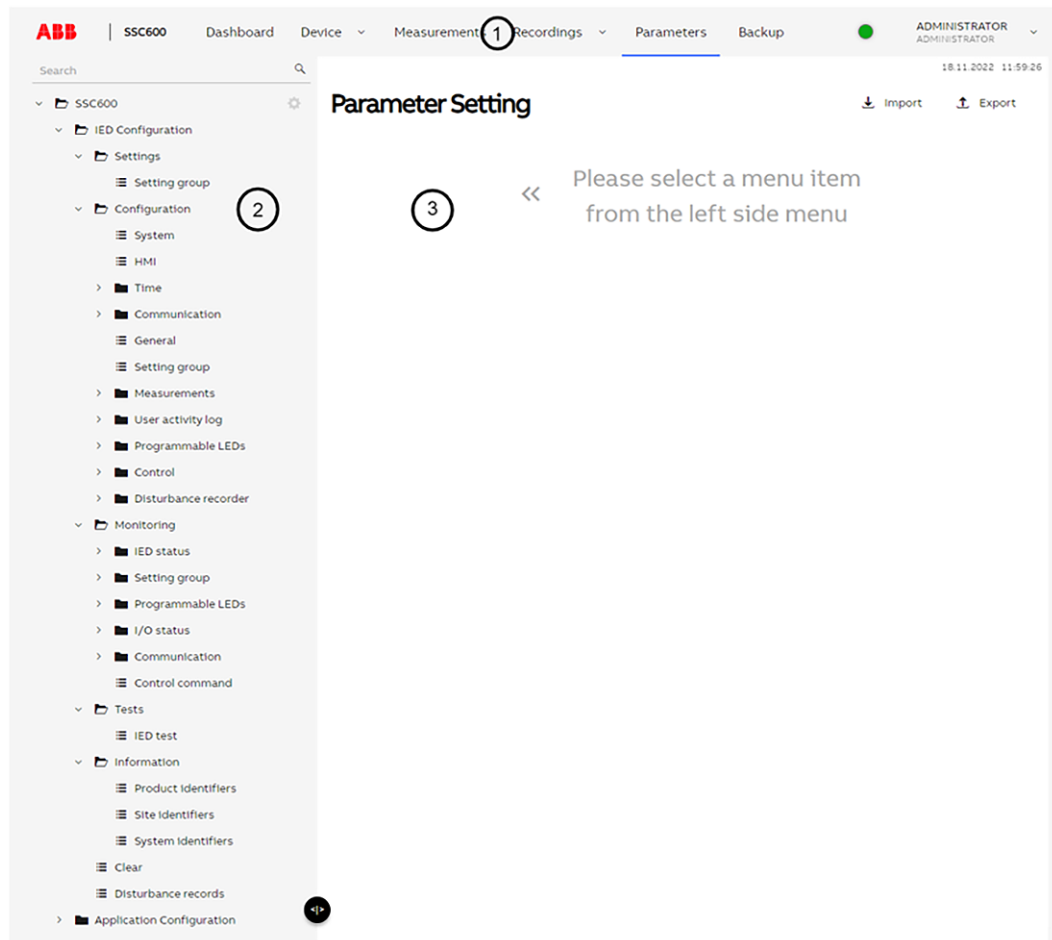 ABB | SSC600 Dashboard Device Measurements 1 Recordings Parameters Backup ADMINISTRATOR
ADMINISTRATOR
Search
18.11.2022 11:59:26
SSC600
Parameter Setting
Import Export
IED Configuration
Settings
Setting group
Please select a menu item
from the left side menu
Configuration
2
3
System
HMI
Time
Communication
General
Setting group
Measurements
User activity log
Programmable LEDs
Control
Disturbance recorder
Monitoring
IED status
Setting group
Programmable LEDs
I/O status
Communication
Control command
Tests
IED test
Information
Product identifiers
Site identifiers
System identifiers
Clear
Disturbance records
Application Configuration